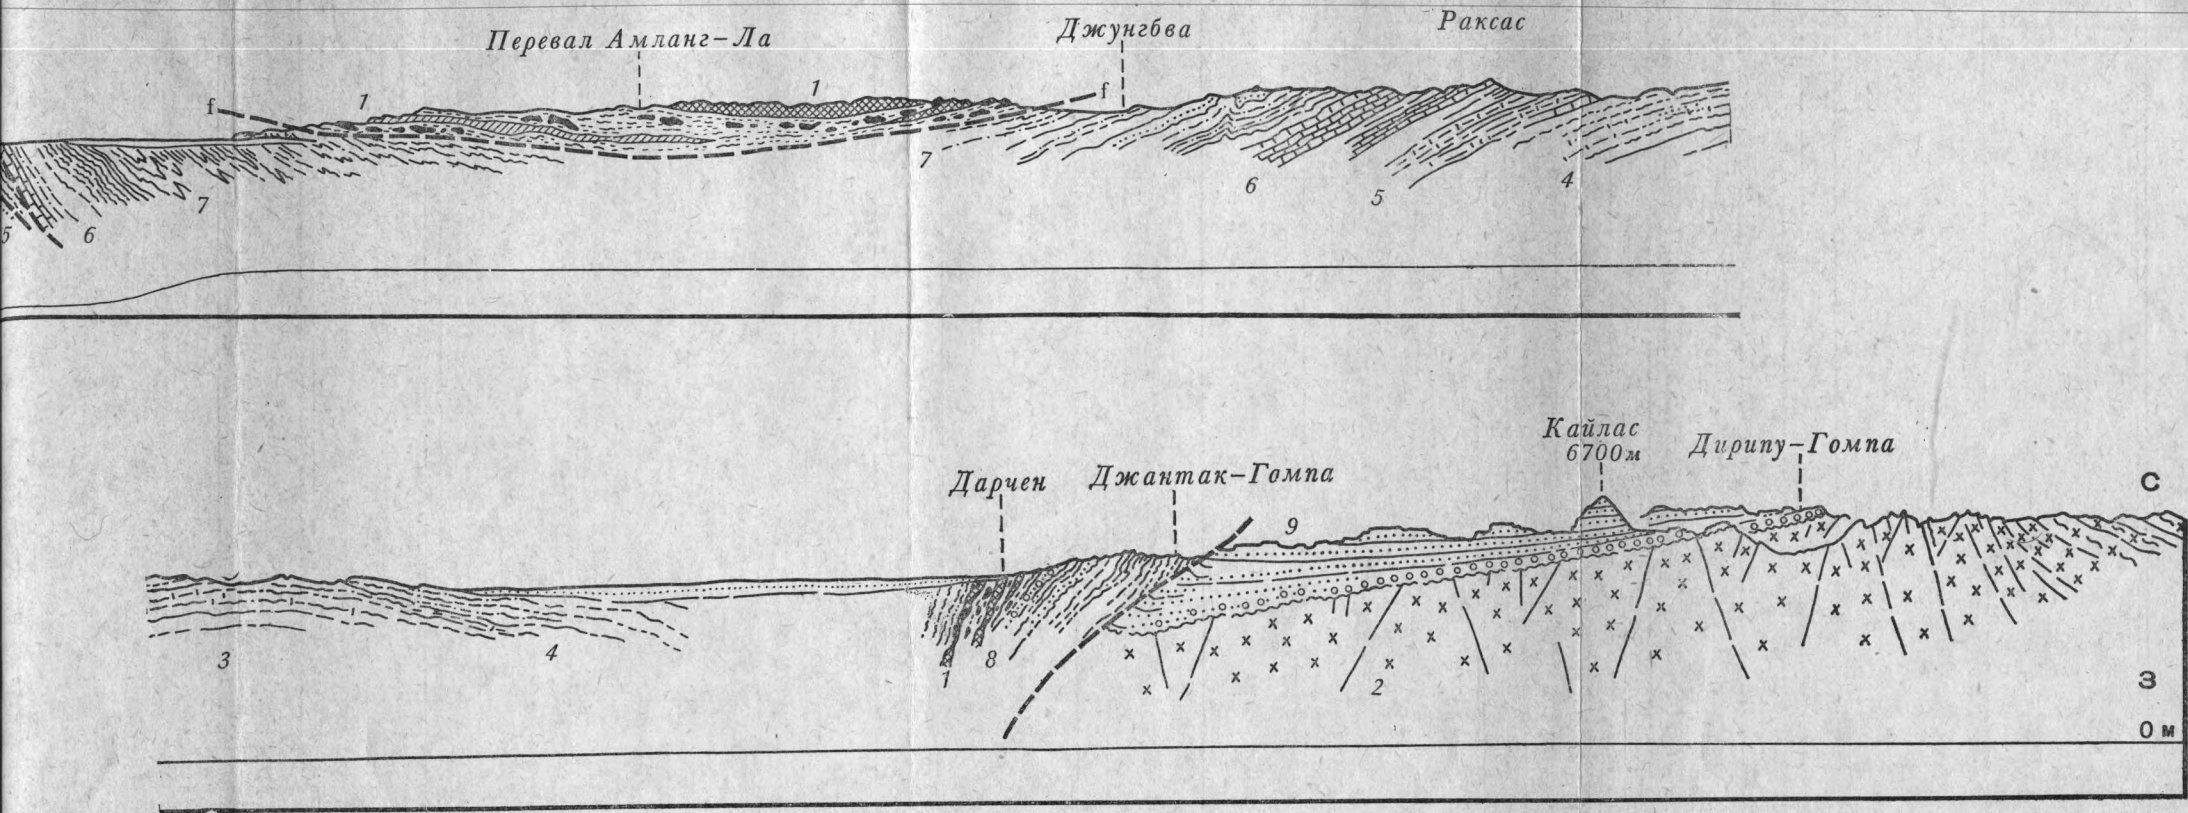 Перевал Амланг-Ла
Джунгбва
Раксас
f
1
1
f
7
7
6
5
4
5
6
Кайлас
6700м
Дирипу-Гомпа
Дарчен
Джантак-Гомпа
С
9
3
4
8
1
2
З
0 м